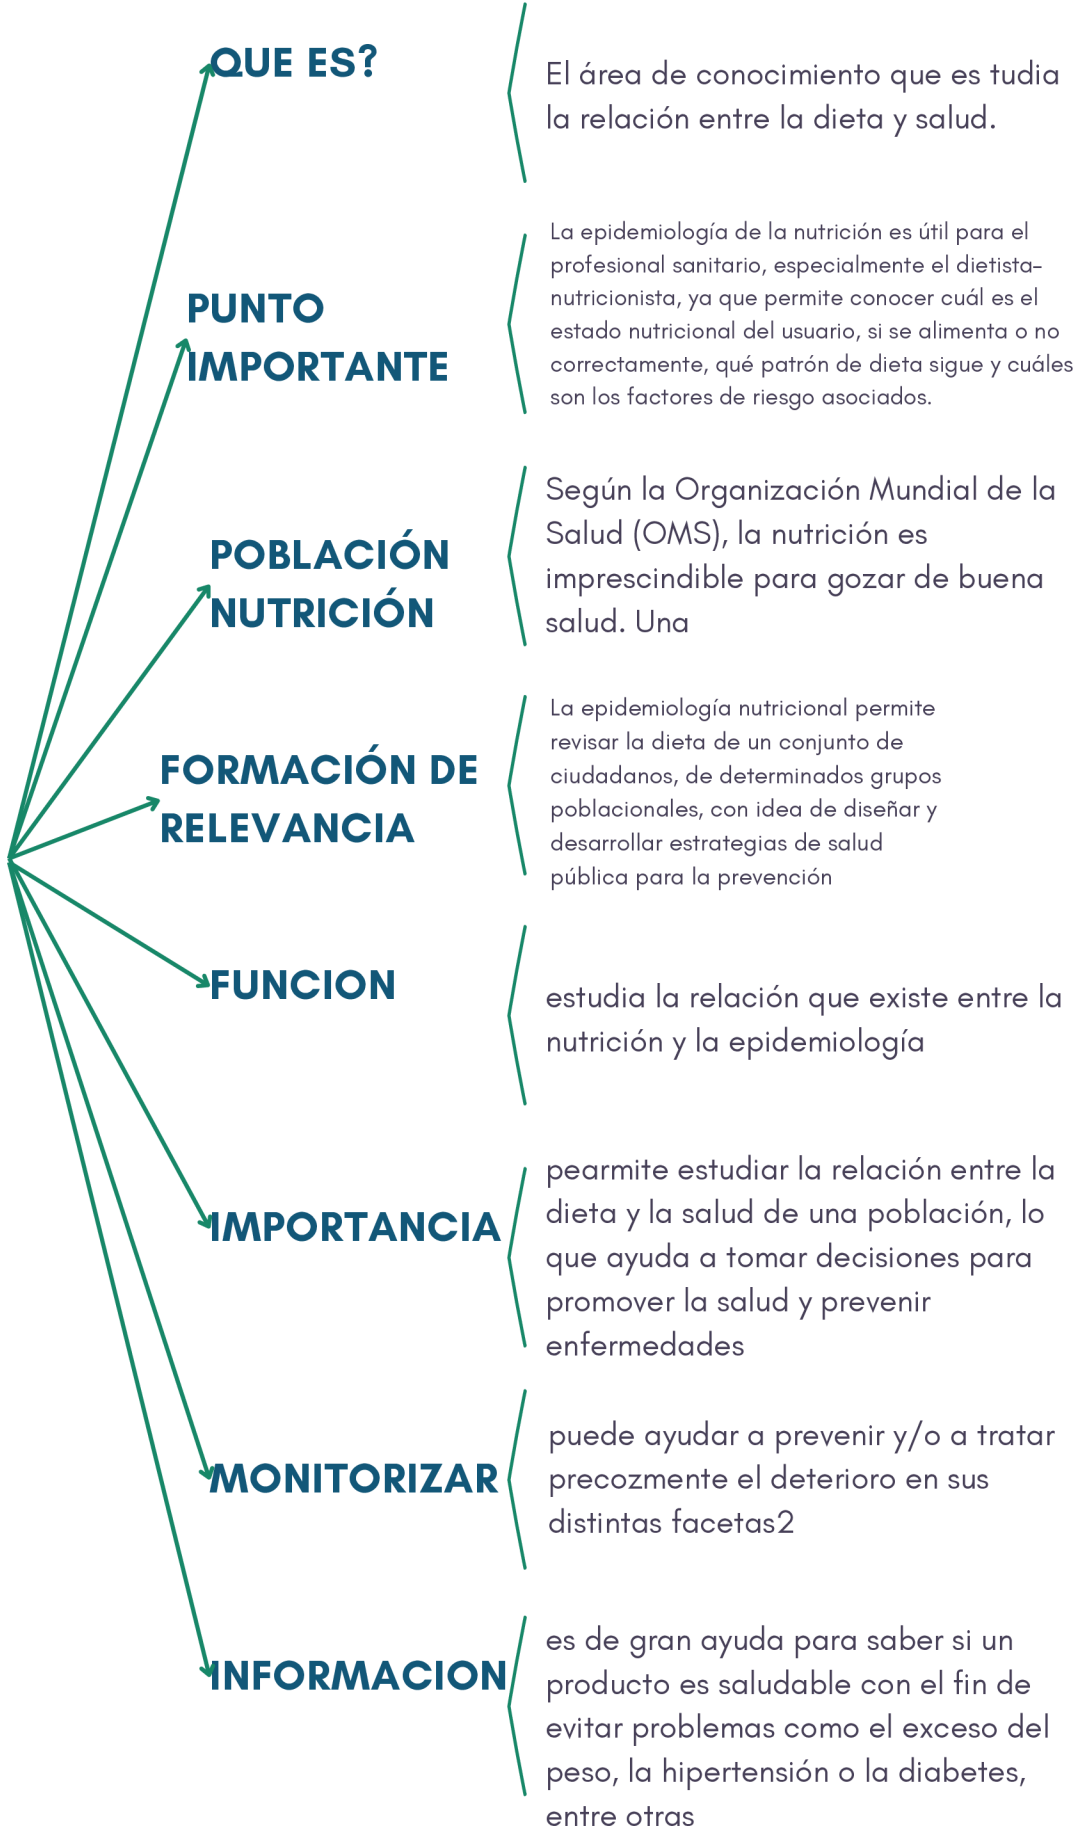 QUE ES?
El área de conocimiento que es tudia
la relación entre la dieta y salud.
PUNTO
IMPORTANTE
La epidemiología de la nutrición es útil para el
profesional sanitario, especialmente el dietista-
nutricionista, ya que permite conocer cuál es el
estado nutricional del usuario, si se alimenta o no
correctamente, qué patrón de dieta sigue y cuáles
son los factores de riesgo asociados.
POBLACIÓN
NUTRICIÓN
Según la Organización Mundial de la
Salud (OMS), la nutrición es
imprescindible para gozar de buena
salud. Una
FORMACIÓN DE
RELEVANCIA
La epidemiología nutricional permite
revisar la dieta de un conjunto de
ciudadanos, de determinados grupos
poblacionales, con idea de diseñar y
desarrollar estrategias de salud
pública para la prevención
FUNCION
estudia la relación que existe entre la
nutrición y la epidemiología
IMPORTANCIA
pearmite estudiar la relación entre la
dieta y la salud de una población, lo
que ayuda a tomar decisiones para
promover la salud y prevenir
enfermedades
MONITORIZAR
puede ayudar a prevenir y/o a tratar
precozmente el deterioro en sus
distintas facetas2
INFORMACION
es de gran ayuda para saber si un
producto es saludable con el fin de
evitar problemas como el exceso del
peso, la hipertensión o la diabetes,
entre otras